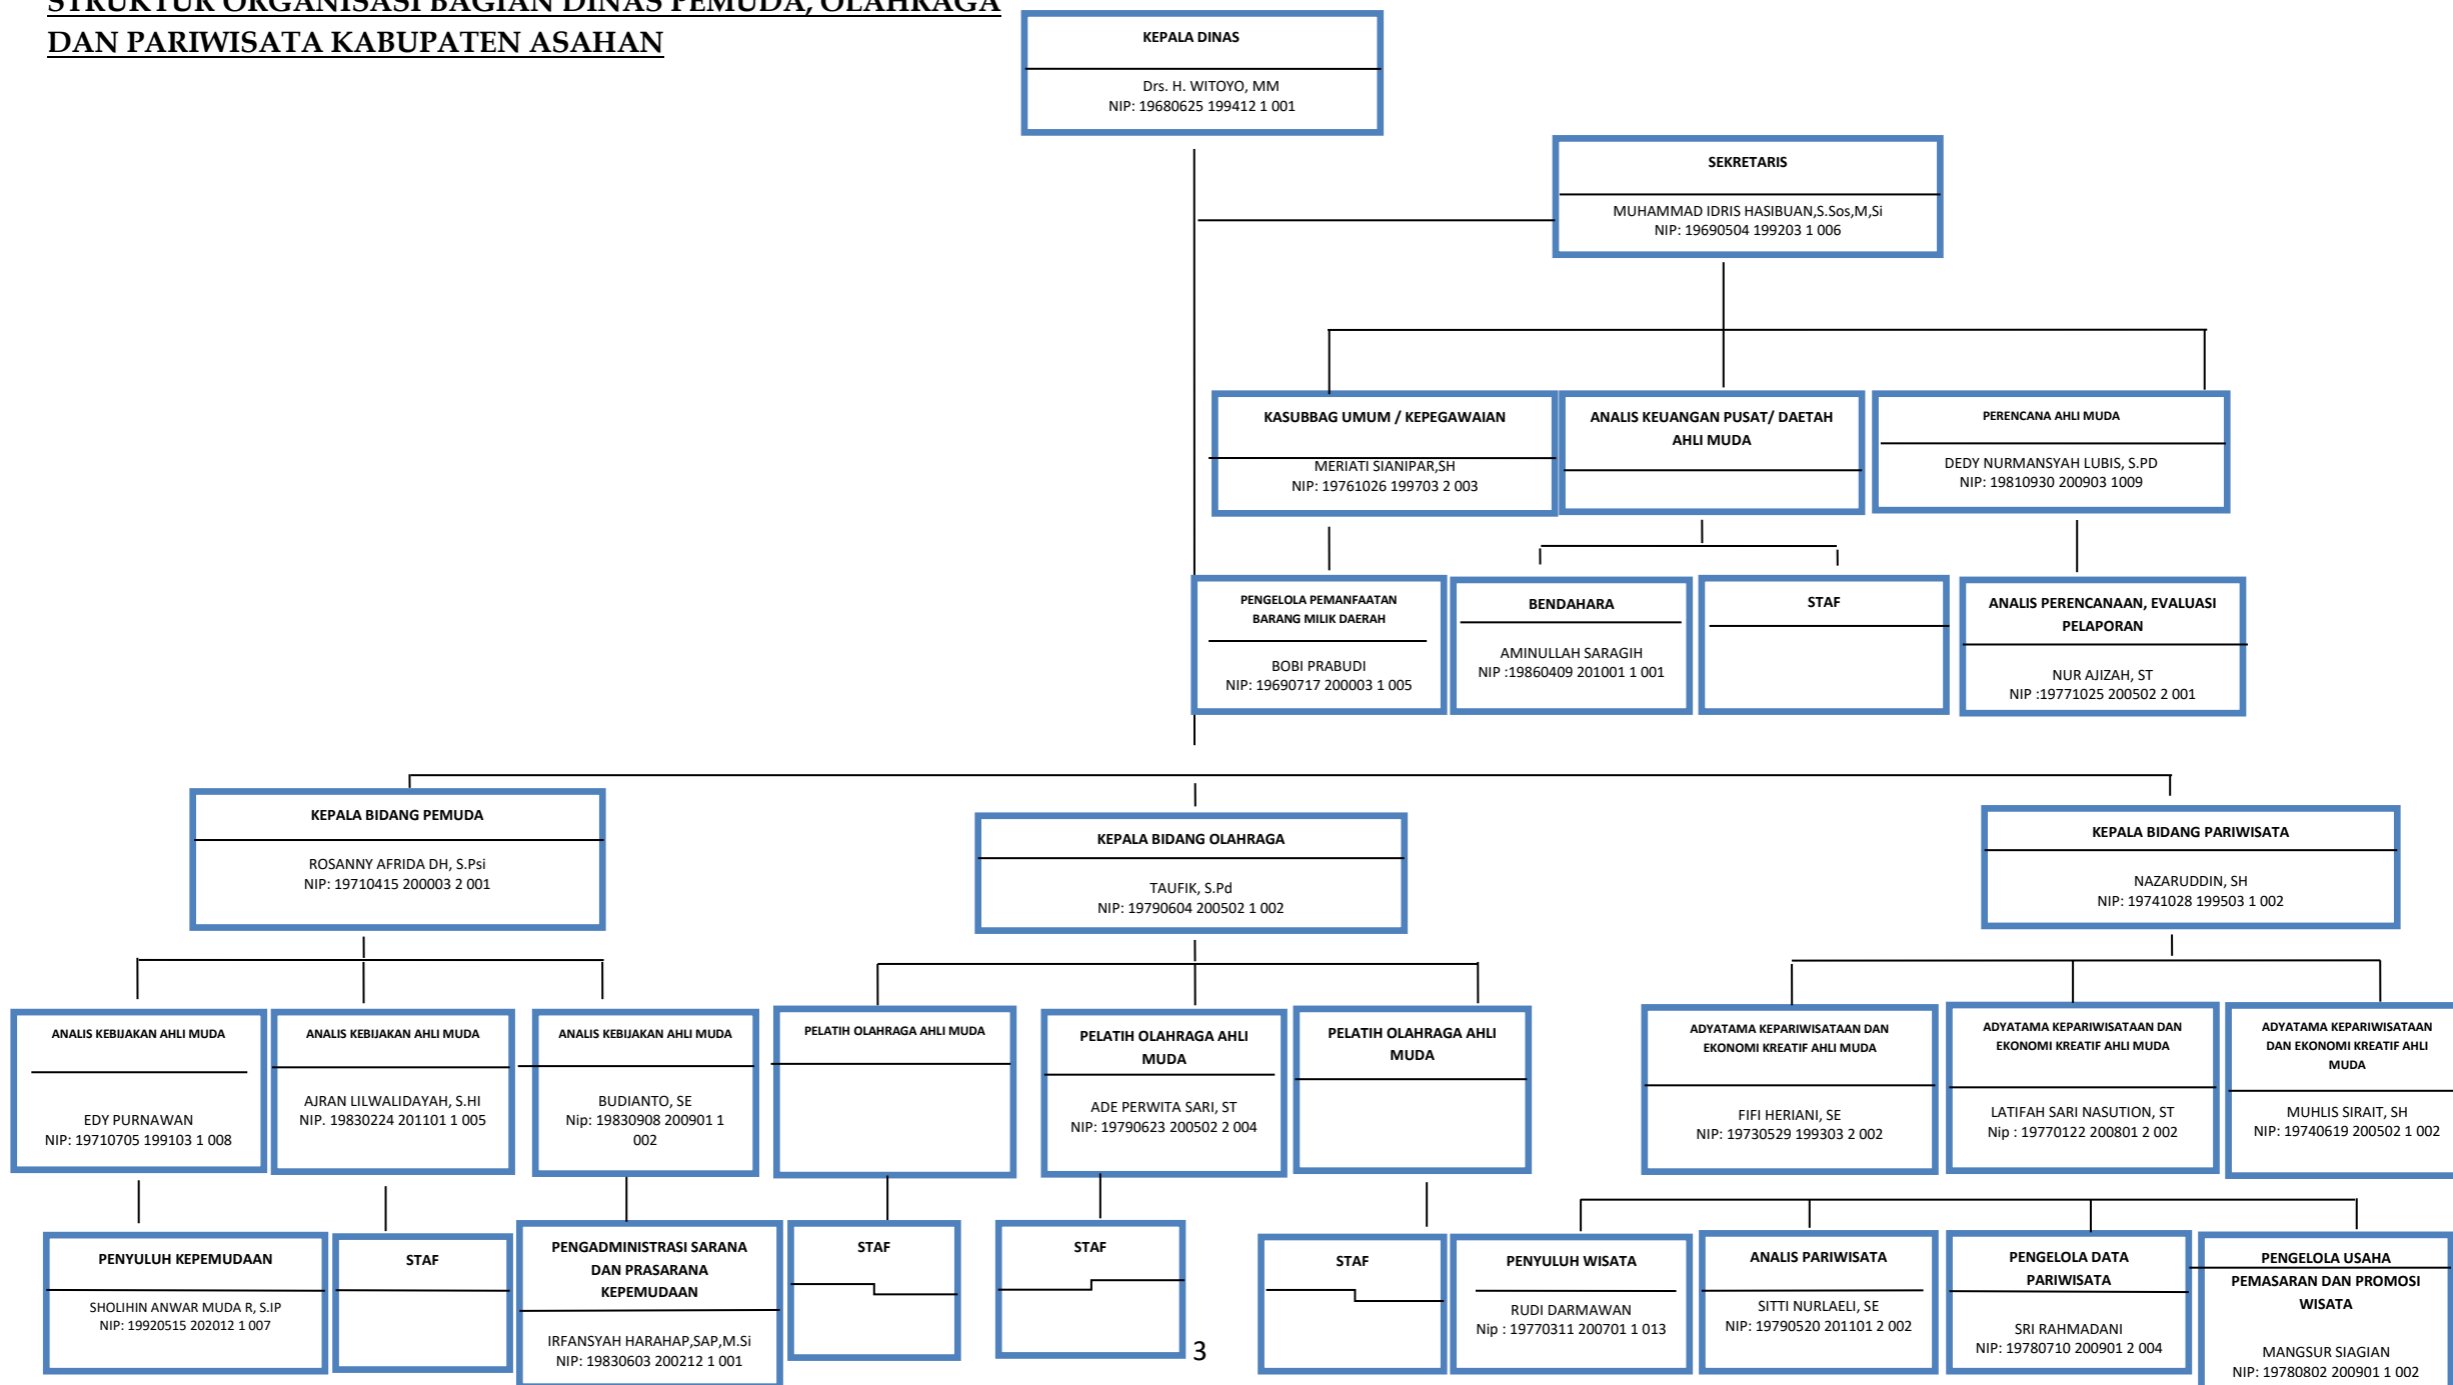 STRUKTUR ORGANISASI BAGIAN DINAS PEMUDA, OLAHRAGA
DAN PARIWISATA KABUPATEN ASAHAN
KEPALA DINAS
Drs. H. WITOYO, MM
NIP: 19680625 199412 1 001
SEKRETARIS
MUHAMMAD IDRIS HASIBUAN,S.Sos,M,Si
NIP: 19690504 199203 1 006
KASUBBAG UMUM / KEPEGAWAIAN
MERIATI SIANIPAR,SH
NIP: 19761026 199703 2 003
ANALIS KEUANGAN PUSAT/ DAETAH
AHLI MUDA
PERENCANA AHLI MUDA
DEDY NURMANSYAH LUBIS, S.PD
NIP: 19810930 200903 1009
PENGELOLA PEMANFAATAN
BARANG MILIK DAERAH
BOBI PRABUDI
NIP: 19690717 200003 1 005
BENDAHARA
AMINULLAH SARAGIH
NIP :19860409 201001 1 001
STAF
ANALIS PERENCANAAN, EVALUASI
PELAPORAN
NUR AJIZAH, ST
NIP :19771025 200502 2 001
KEPALA BIDANG PEMUDA
ROSANNY AFRIDA DH, S.Psi
NIP: 19710415 200003 2 001
KEPALA BIDANG OLAHRAGA
TAUFIK, S.Pd
NIP: 19790604 200502 1 002
KEPALA BIDANG PARIWISATA
NAZARUDDIN, SH
NIP: 19741028 199503 1 002
ANALIS KEBIJAKAN AHLI MUDA
EDY PURNAWAN
NIP: 19710705 199103 1 008
ANALIS KEBIJAKAN AHLI MUDA
AJRAN LILWALIDAYAH, S.HI
NIP. 19830224 201101 1 005
ANALIS KEBIJAKAN AHLI MUDA
BUDIANTO, SE
Nip: 19830908 200901 1
002
PELATIH OLAHRAGA AHLI MUDA
PELATIH OLAHRAGA AHLI
MUDA
ADE PERWITA SARI, ST
NIP: 19790623 200502 2 004
PELATIH OLAHRAGA AHLI
MUDA
ADYATAMA KEPARIWISATAAN DAN
EKONOMI KREATIF AHLI MUDA
FIFI HERIANI, SE
NIP: 19730529 199303 2 002
ADYATAMA KEPARIWISATAAN DAN
EKONOMI KREATIF AHLI MUDA
LATIFAH SARI NASUTION, ST
Nip : 19770122 200801 2 002
ADYATAMA KEPARIWISATAAN
DAN EKONOMI KREATIF AHLI
MUDA
MUHLIS SIRAIT, SH
NIP: 19740619 200502 1 002
PENYULUH KEPEMUDAAN
SHOLIHIN ANWAR MUDA R, S.IP
NIP: 19920515 202012 1 007
STAF
PENGADMINISTRASI SARANA
DAN PRASARANA
KEPEMUDAAN
IRFANSYAH HARAHAP,SAP,M.Si
NIP: 19830603 200212 1 001
STAF
STAF
STAF
PENYULUH WISATA
RUDI DARMAWAN
Nip : 19770311 200701 1 013
ANALIS PARIWISATA
SITTI NURLAELI, SE
NIP: 19790520 201101 2 002
PENGELOLA DATA
PARIWISATA
SRI RAHMADANI
NIP: 19780710 200901 2 004
PENGELOLA USAHA
PEMASARAN DAN PROMOSI
WISATA
MANGSUR SIAGIAN
NIP: 19780802 200901 1 002
3